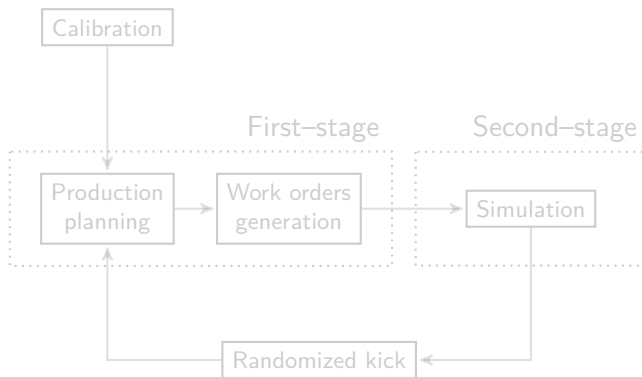 Calibration
First–stage
Second–stage
Production
planning
Work orders
generation
Simulation
Randomized kick